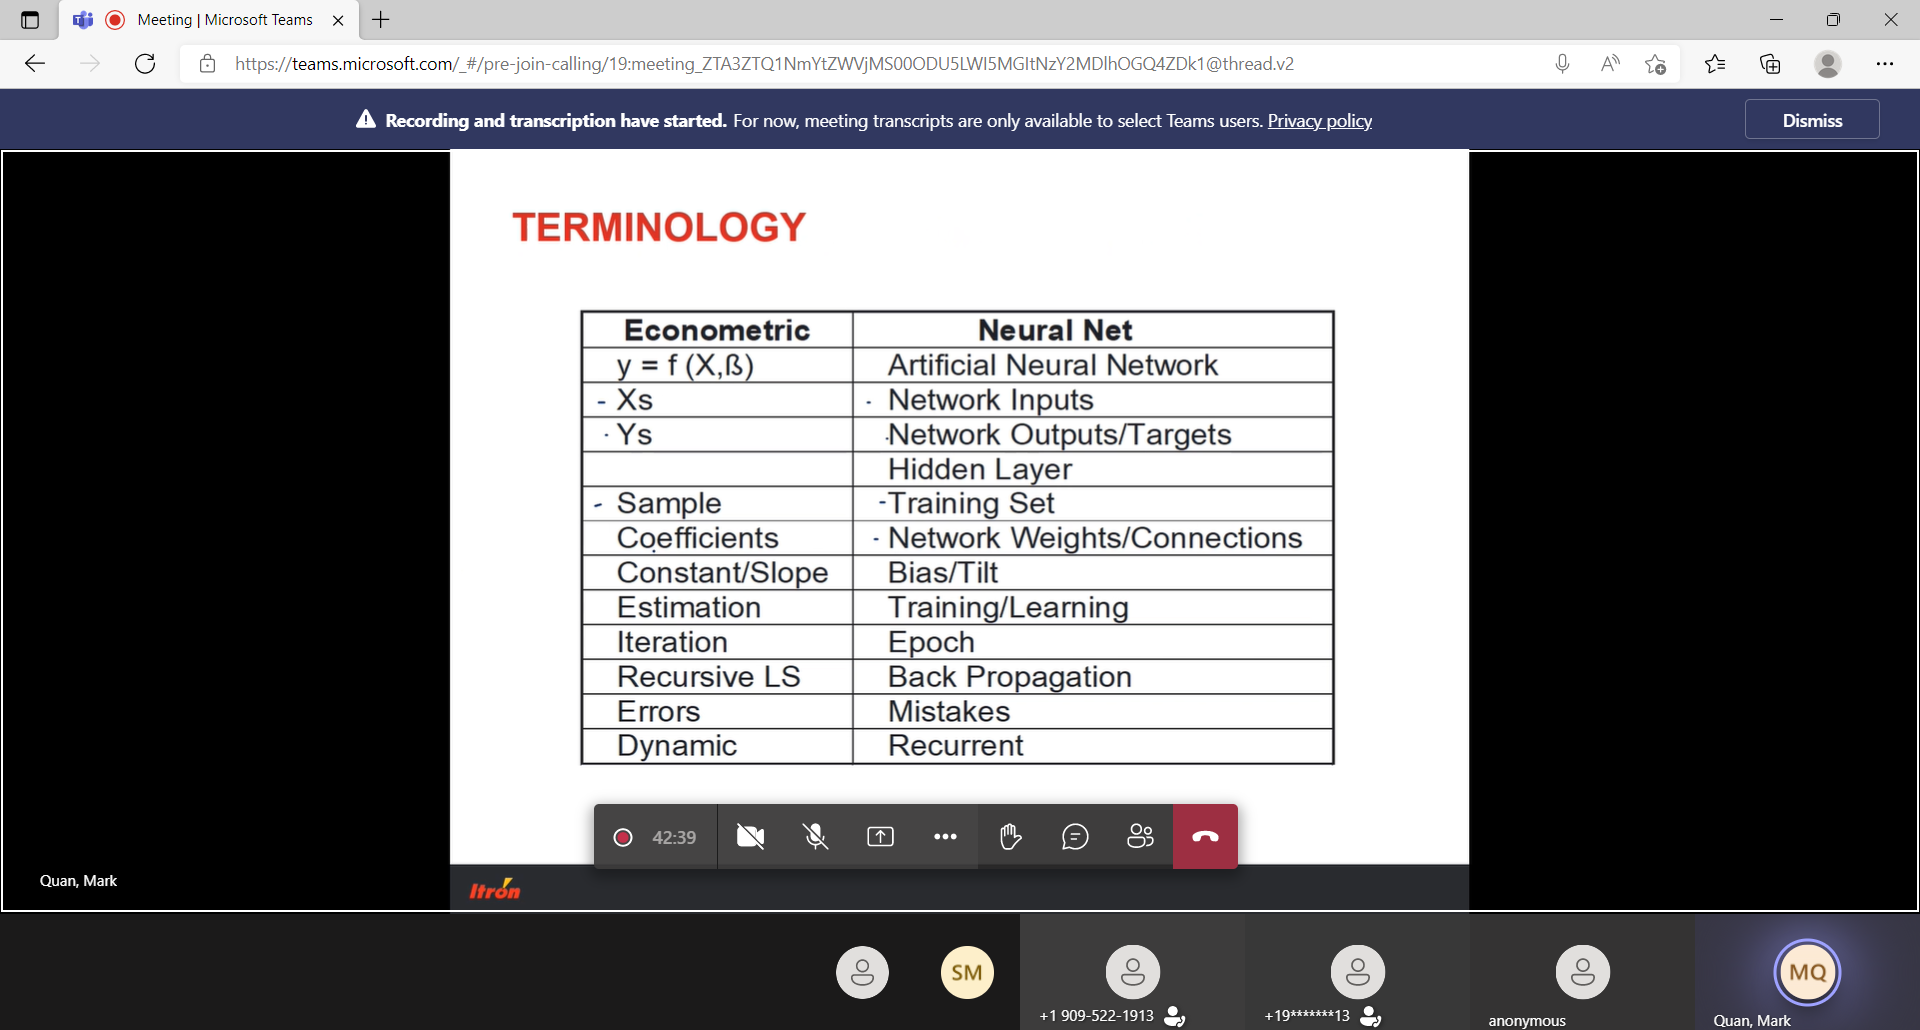 Meeting | Microsoft Teams
https://teams.microsoft.com/_#/pre-join-calling/19:meeting_ZTA3ZTQ1NmYtZWVjMS00ODU5LWI5MGItNzY2MDlhOGQ4ZDk1@thread.v2
Recording and transcription have started. For now, meeting transcripts are only available to select Teams users. Privacy policy
Dismiss
TERMINOLOGY
Econometric Neural Net
y = f (X,ß) Artificial Neural Network
- Xs - Network Inputs
· Ys ·Network Outputs/Targets
Hidden Layer
- Sample -Training Set
Coefficients - Network Weights/Connections
Constant/Slope Bias/Tilt
Estimation Training/Learning
Iteration Epoch
Recursive LS Back Propagation
Errors Mistakes
Dynamic Recurrent
42:39
Quan, Mark
Itrón
SM
MQ
+1 909-522-1913
+19*******13
anonymous
Quan, Mark